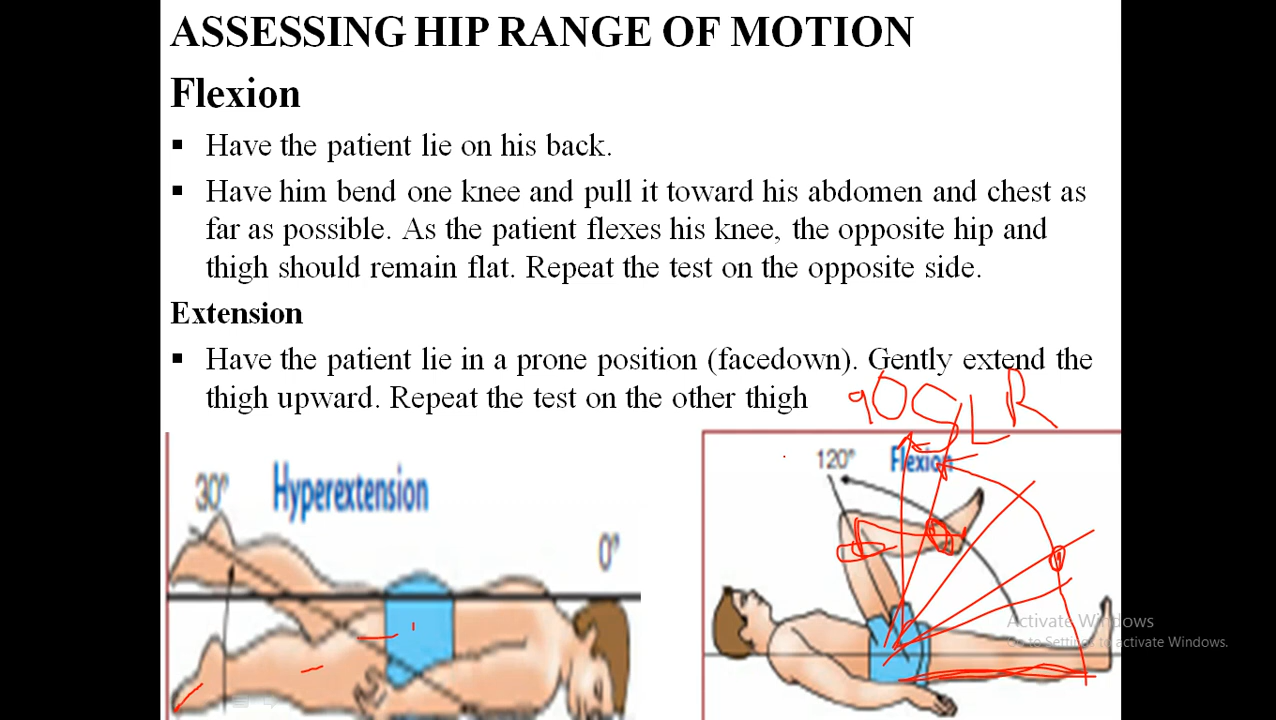 ASSESSING HIP RANGE OF MOTION
Flexion
▪ Have the patient lie on his back.
▪ Have him bend one knee and pull it toward his abdomen and chest as
far as possible. As the patient flexes his knee, the opposite hip and
thigh should remain flat. Repeat the test on the opposite side.
Extension
▪ Have the patient lie in a prone position (facedown). Gently extend the
thigh upward. Repeat the test on the other thigh
90 SLR
30°
Hyperextension
0°
120°
Flexion
Activate Windows
Go to Settings to activate Windows.